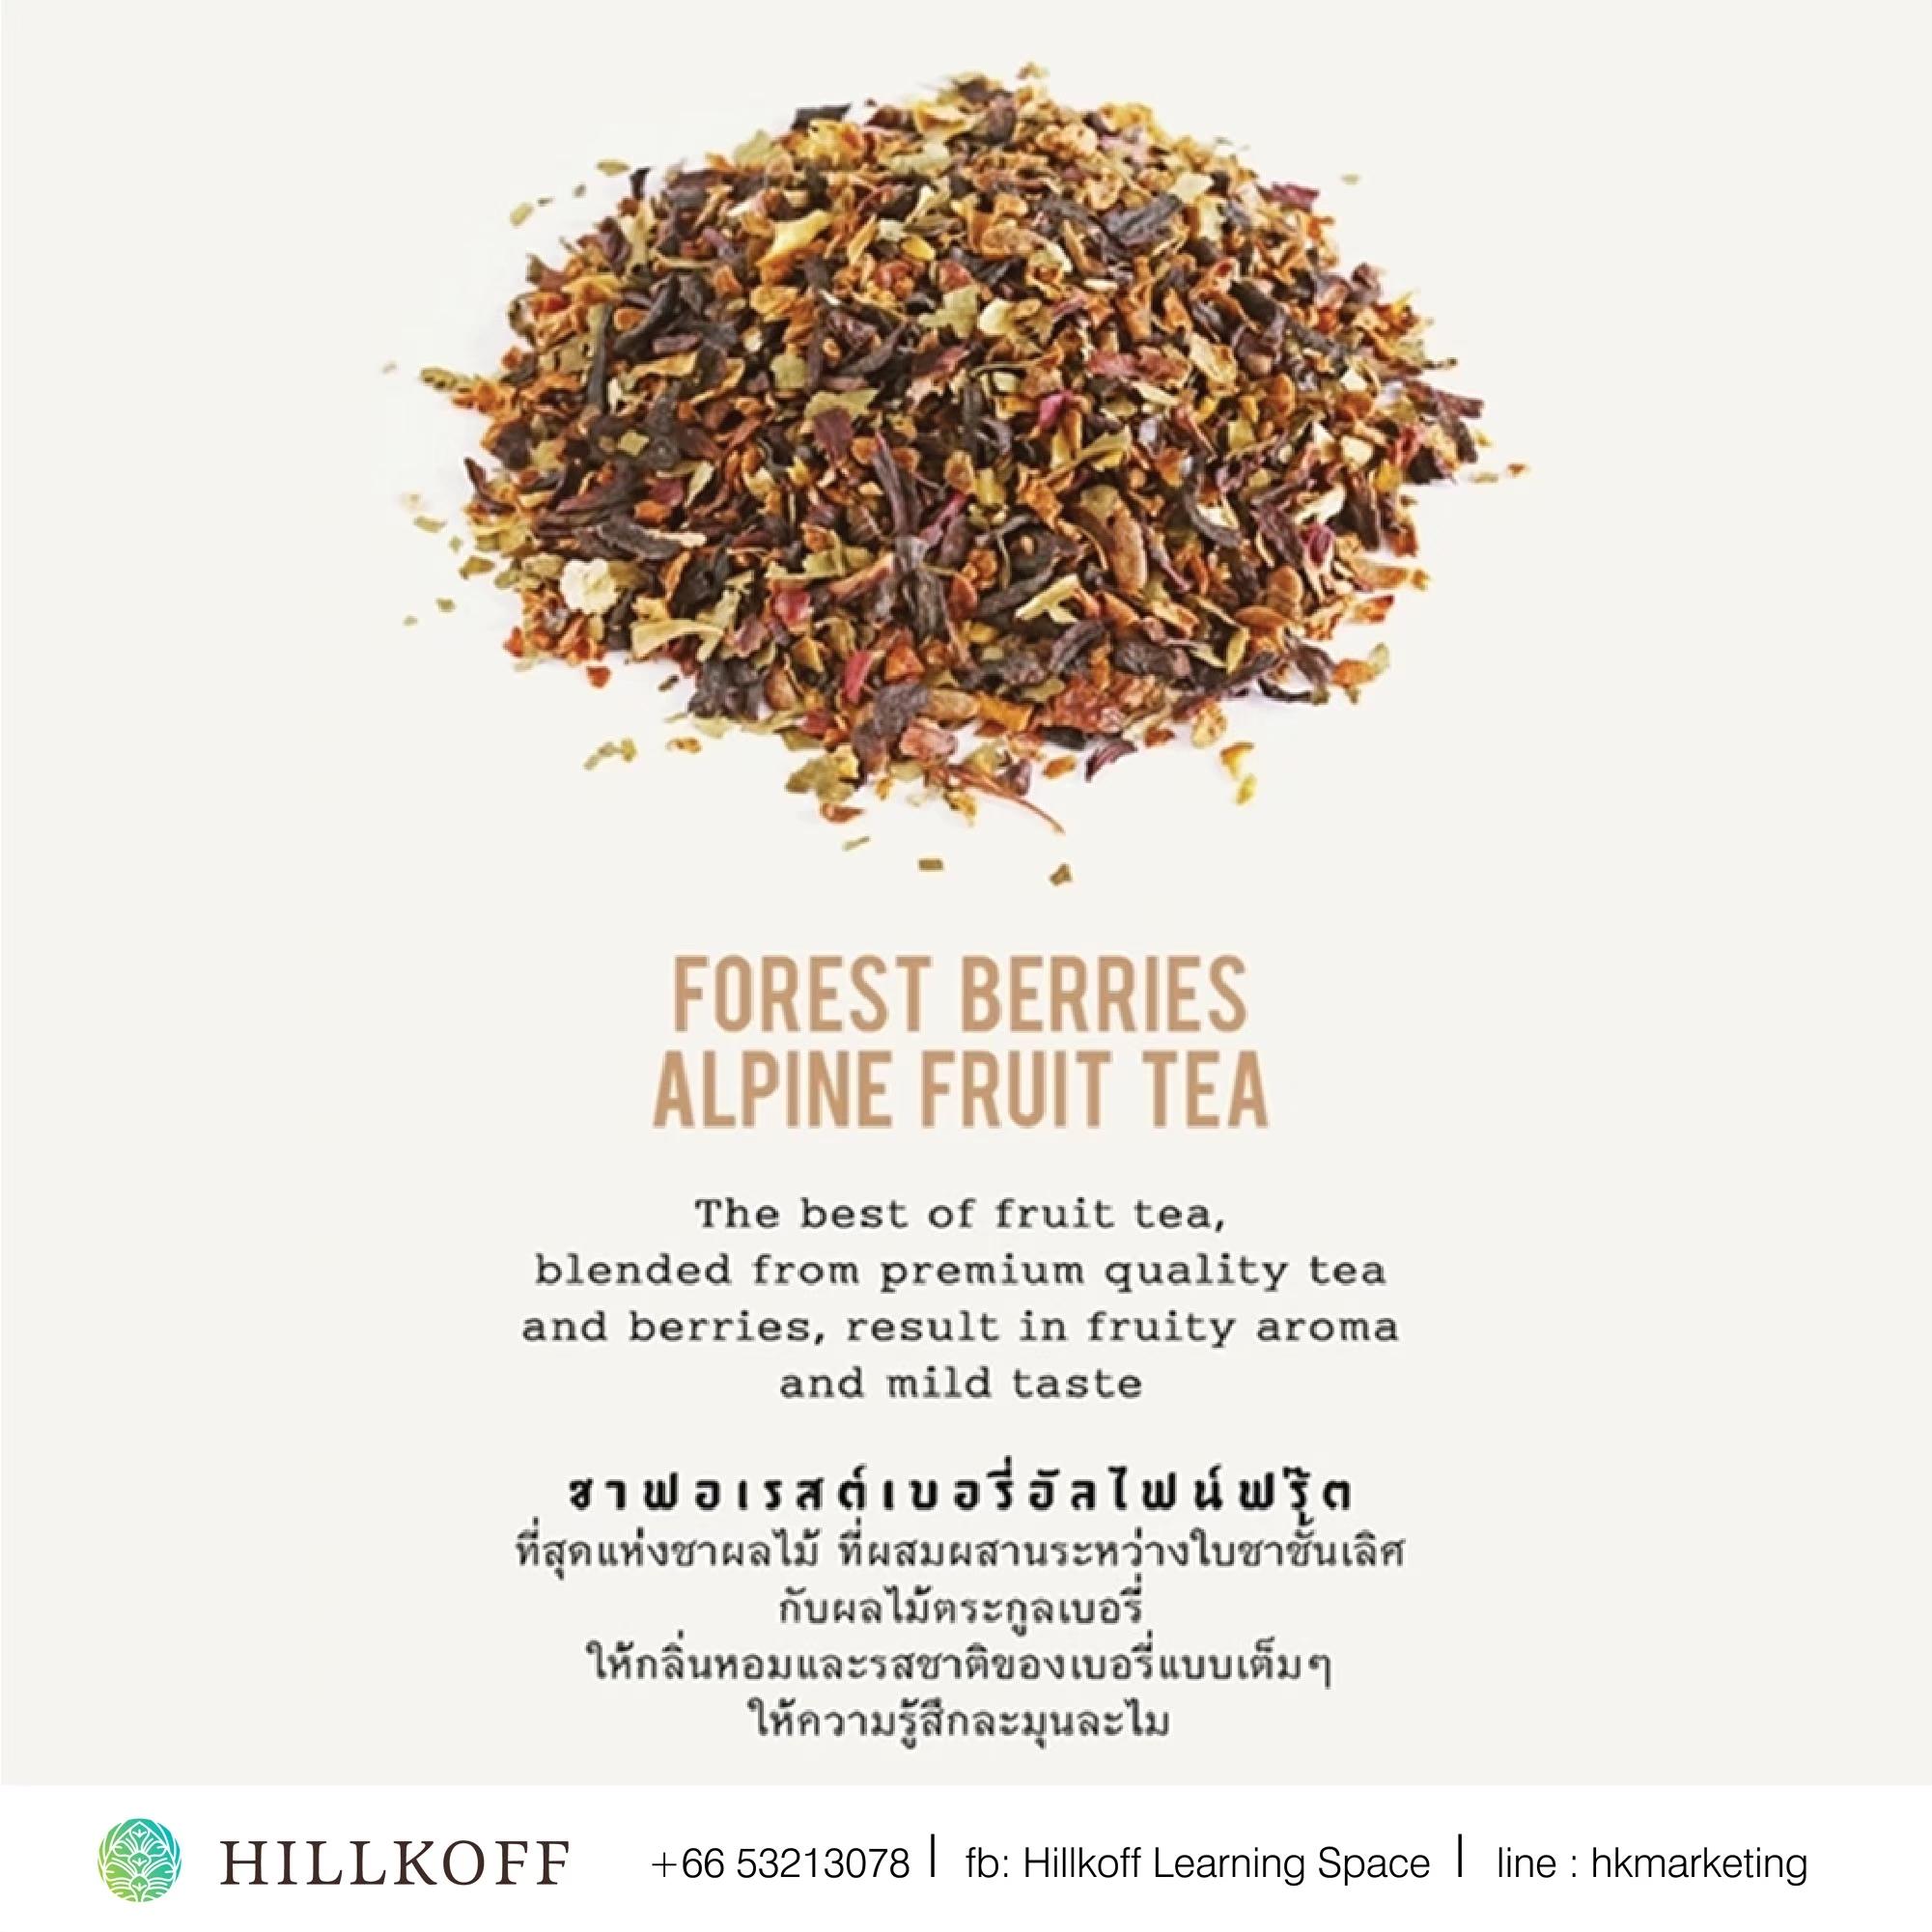 FOREST BERRIES
ALPINE FRUIT TEA
The best of fruit tea,
blended from premium quality tea
and berries, result in fruity aroma
and mild taste
ชาฟอเรสต์เบอรี่อัลไฟน์ฟรุ๊ต
ที่สุดแห่งชาผลไม้ ที่ผสมผสานระหว่างใบชาชั้นเลิศ
กับผลไม้ตระกูลเบอรี่
ให้กลิ่นหอมและรสชาติของเบอรี่แบบเต็มๆ
ให้ความรู้สึกละมุนละไม
HILLKOFF +66 53213078 | fb: Hillkoff Learning Space | line : hkmarketing